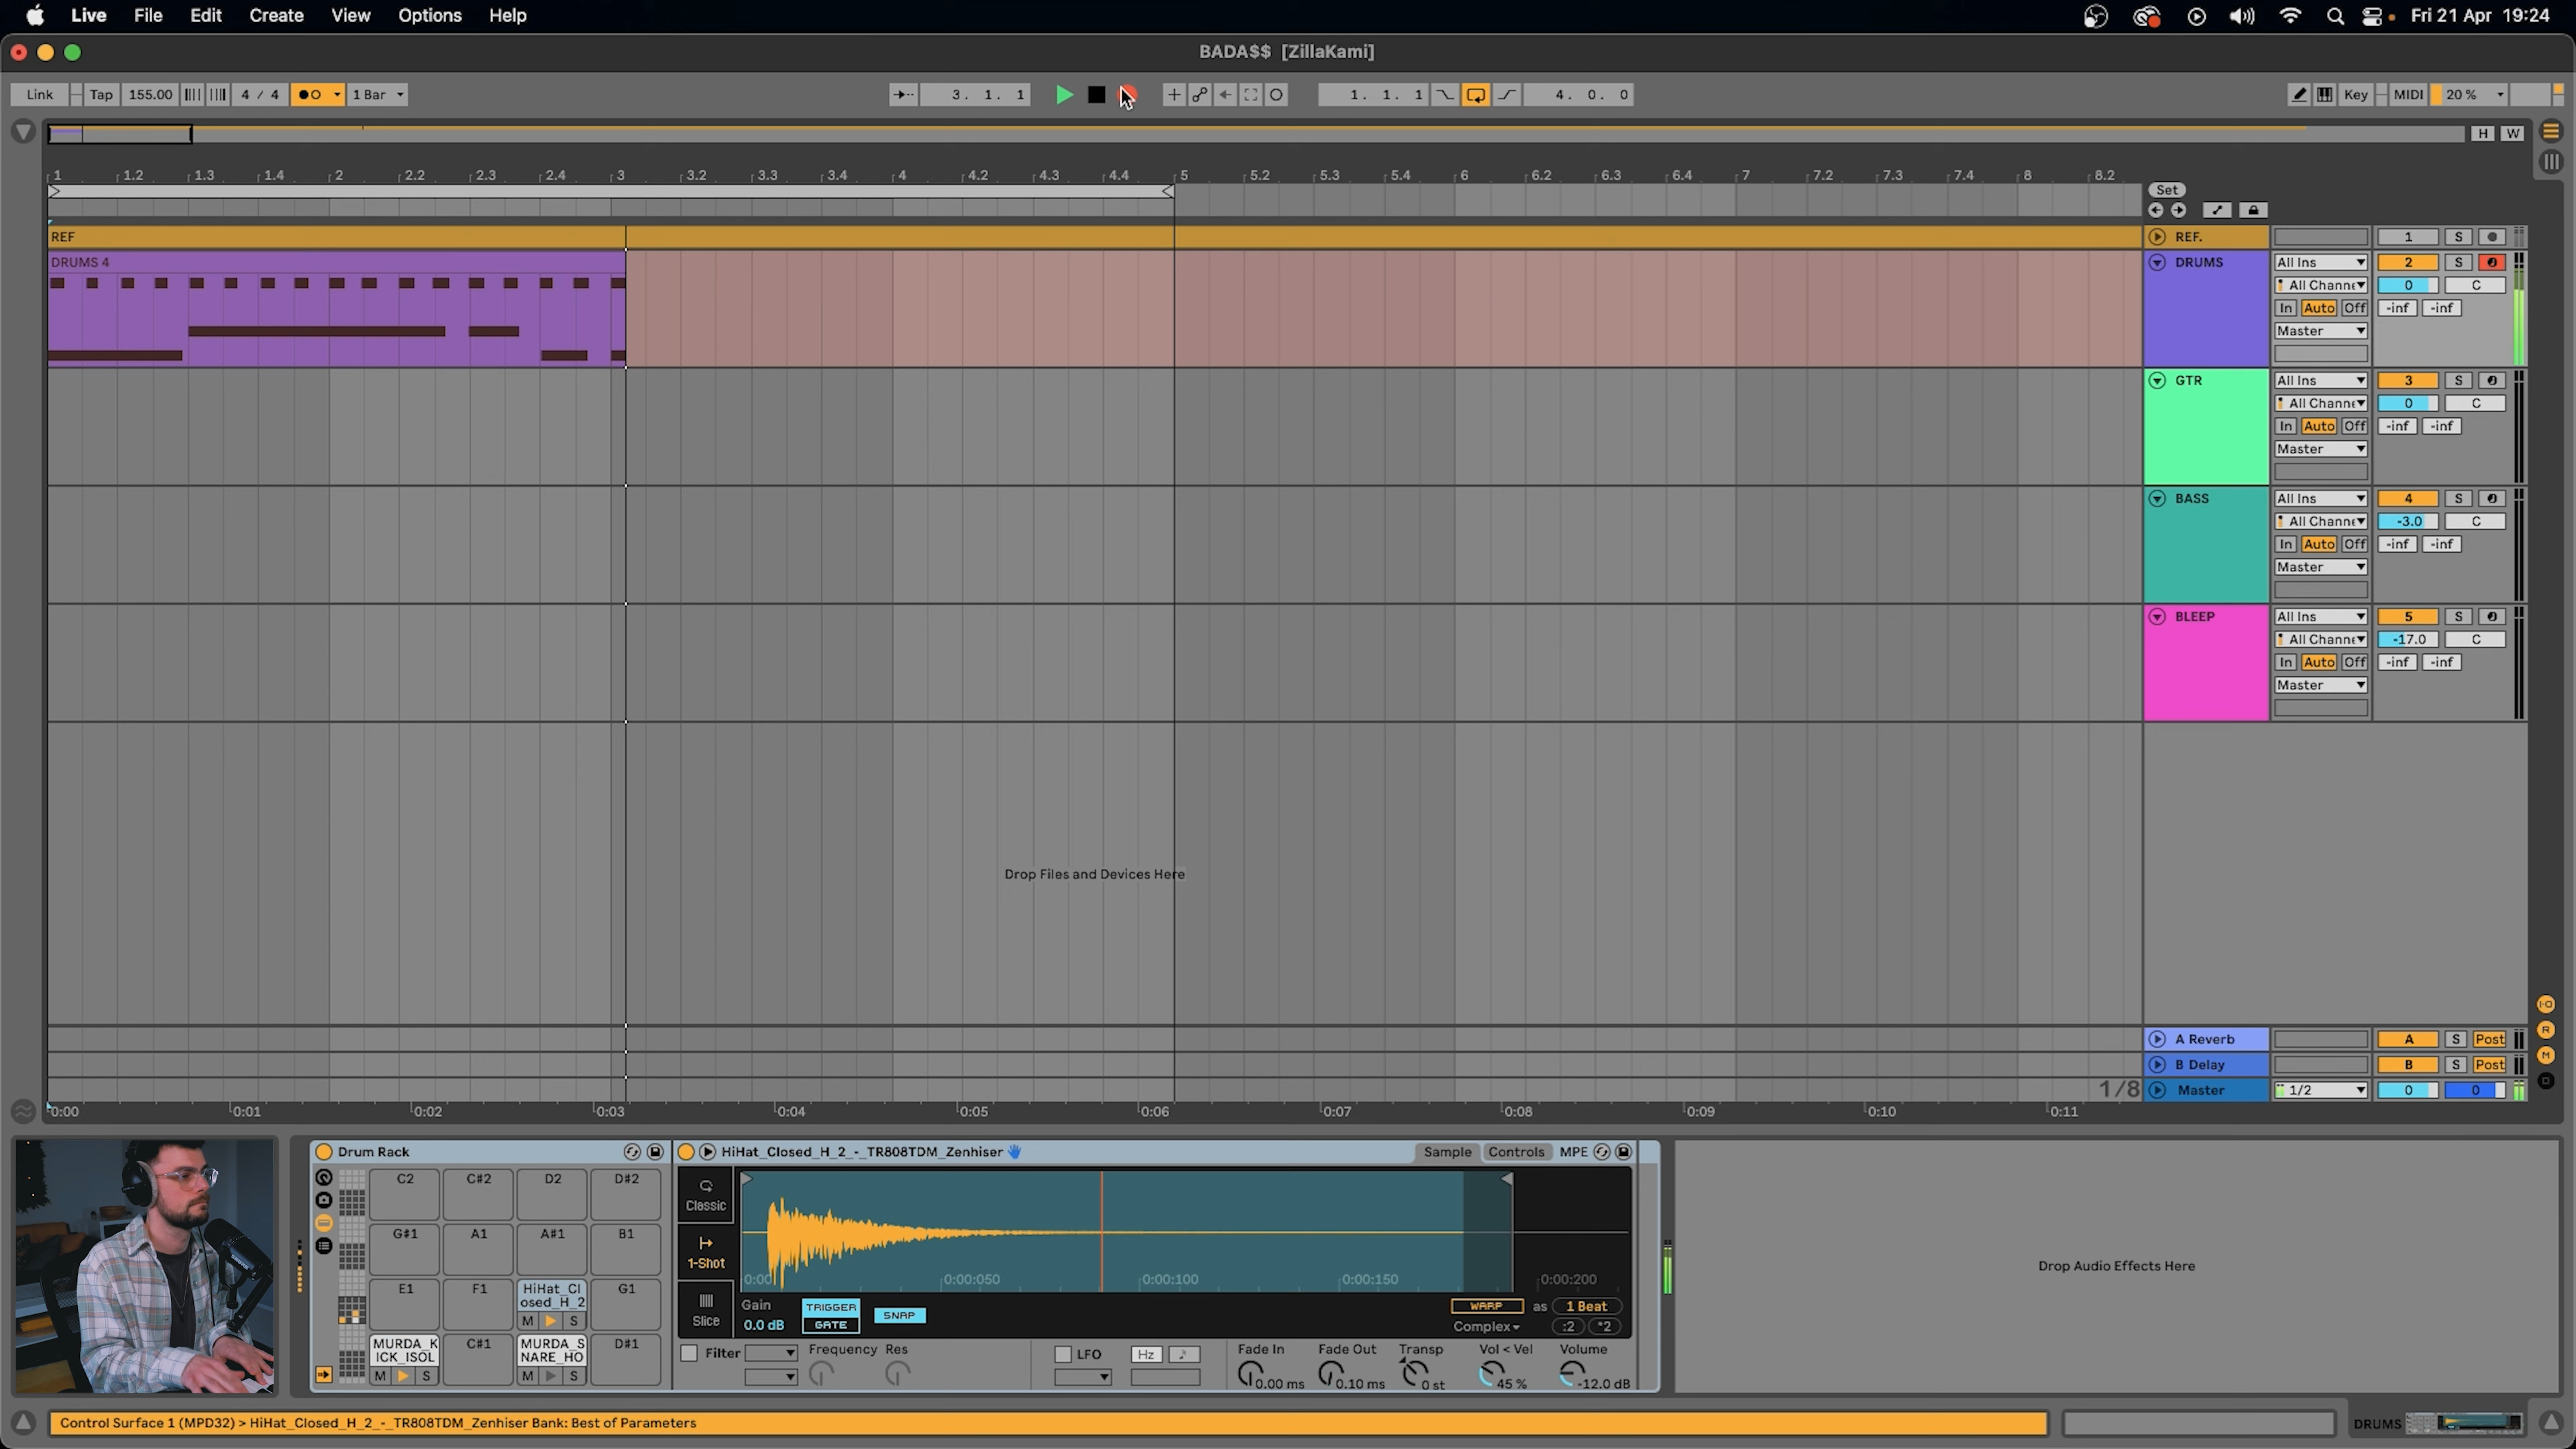 Live File Edit Create View Options Help Fri 21 Apr 19:24
BADA$$ [ZillaKami]
Link Tap 155.00 4 / 4 1 Bar 3. 1. 1 1. 1. 1 4. 0. 0 Key MIDI 20 %
H W
1 1.2 1.3 1.4 2 2.2 2.3 2.4 3 3.2 3.3 3.4 4 4.2 4.3 4.4 5 5.2 5.3 5.4 6 6.2 6.3 6.4 7 7.2 7.3 7.4 8 8.2
Set
REF REF. 1 S
DRUMS 4 DRUMS All Ins 2 S
All Channe 0 C
In Auto Off -inf -inf
Master
GTR All Ins 3 S
All Channe 0 C
In Auto Off -inf -inf
Master
BASS All Ins 4 S
All Channe -3.0 C
In Auto Off -inf -inf
Master
BLEEP All Ins 5 S
All Channe -17.0 C
In Auto Off -inf -inf
Master
Drop Files and Devices Here
A Reverb A S Post
B Delay B S Post
1/8 Master 1/2 0 0
0:00 0:01 0:02 0:03 0:04 0:05 0:06 0:07 0:08 0:09 0:10 0:11
Drum Rack
C2 C#2 D2 D#2
G#1 A1 A#1 B1
E1 F1 HiHat_Cl G1
osed_H_2
M S
MURDA_K C#1 MURDA_S D#1
ICK_ISOL NARE_HO
M S M S
HiHat_Closed_H_2_-_TR808TDM_Zenhiser Sample Controls MPE
Classic
1-Shot
Slice
0:00 0:00:050 0:00:100 0:00:150 0:00:200
Gain TRIGGER SNAP WARP as 1 Beat
0.0 dB GATE Complex :2 *2
Filter Frequency Res LFO Hz Fade In Fade Out Transp Vol < Vel Volume
0.00 ms 0.10 ms 0 st 45 % -12.0 dB
Drop Audio Effects Here
Control Surface 1 (MPD32) > HiHat_Closed_H_2_-_TR808TDM_Zenhiser Bank: Best of Parameters
DRUMS